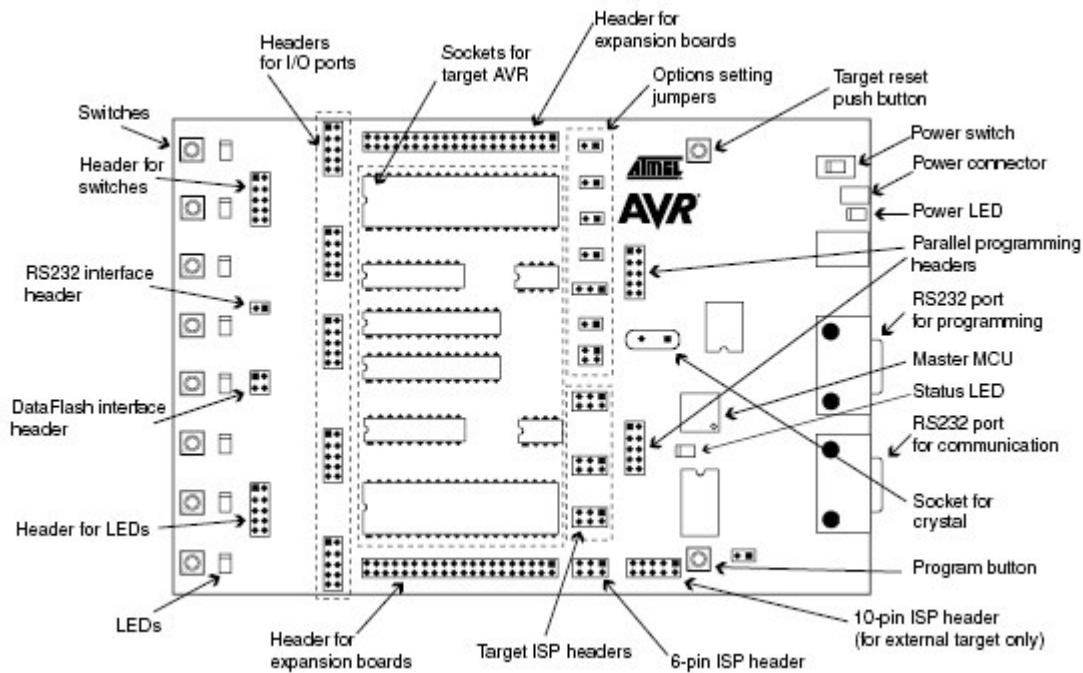 Header for
expansion boards
Headers
for I/O ports
Sockets for
target AVR
Options setting
jumpers
Target reset
push button
Switches
Power switch
Header for
switches
Power connector
ATMEL
AVR®
Power LED
Parallel programming
headers
RS232 interface
header
RS232 port
for programming
Master MCU
Status LED
DataFlash interface
header
RS232 port
for communication
Header for LEDs
Socket for
crystal
Program button
LEDs
10-pin ISP header
(for external target only)
Header for
expansion boards
Target ISP headers
6-pin ISP header